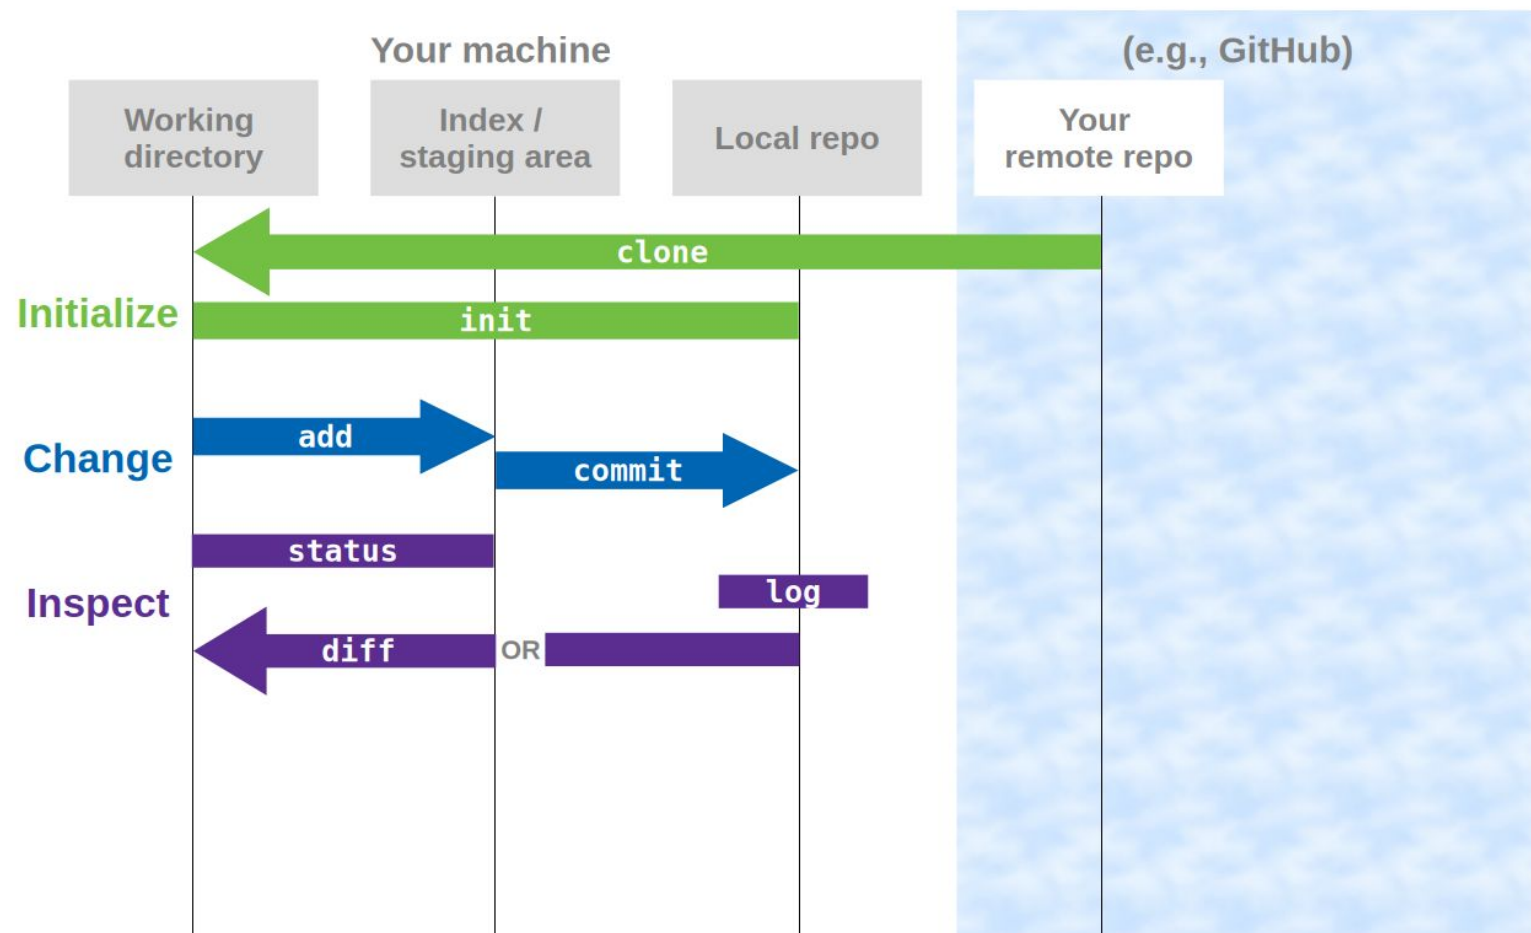 Your machine
(e.g., GitHub)
Working
directory
Index /
staging area
Local repo
Your
remote repo
clone
Initialize
init
Change
add
commit
status
Inspect
log
diff
OR